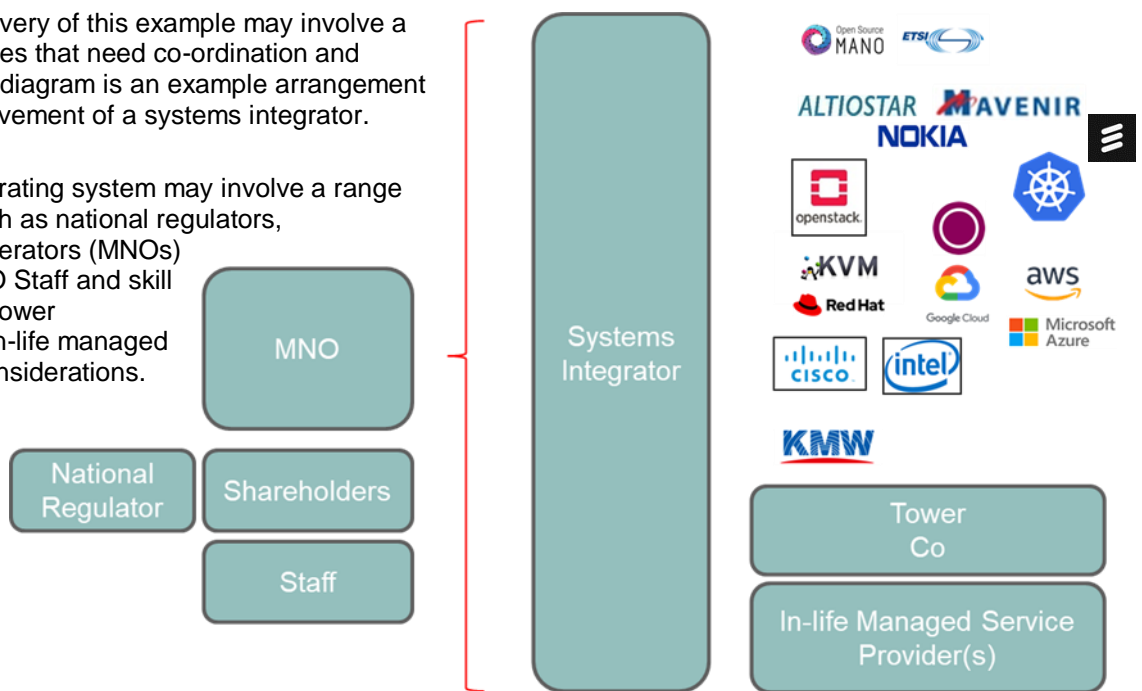 very of this example may involve a
es that need co-ordination and
diagram is an example arrangement
vement of a systems integrator.
rating system may involve a range
h as national regulators,
erators (MNOs)
O Staff and skill
ower
n-life managed
nsiderations.
MNO
National
Regulator
Shareholders
Staff
Systems
Integrator
Open Source
MANO
ETSI
ALTIOSTAR
MAVENIR
NOKIA
openstack.
KVM
Red Hat
Google Cloud
aws
Microsoft
Azure
CISCO
intel
KMW
Tower
Co
In-life Managed Service
Provider(s)